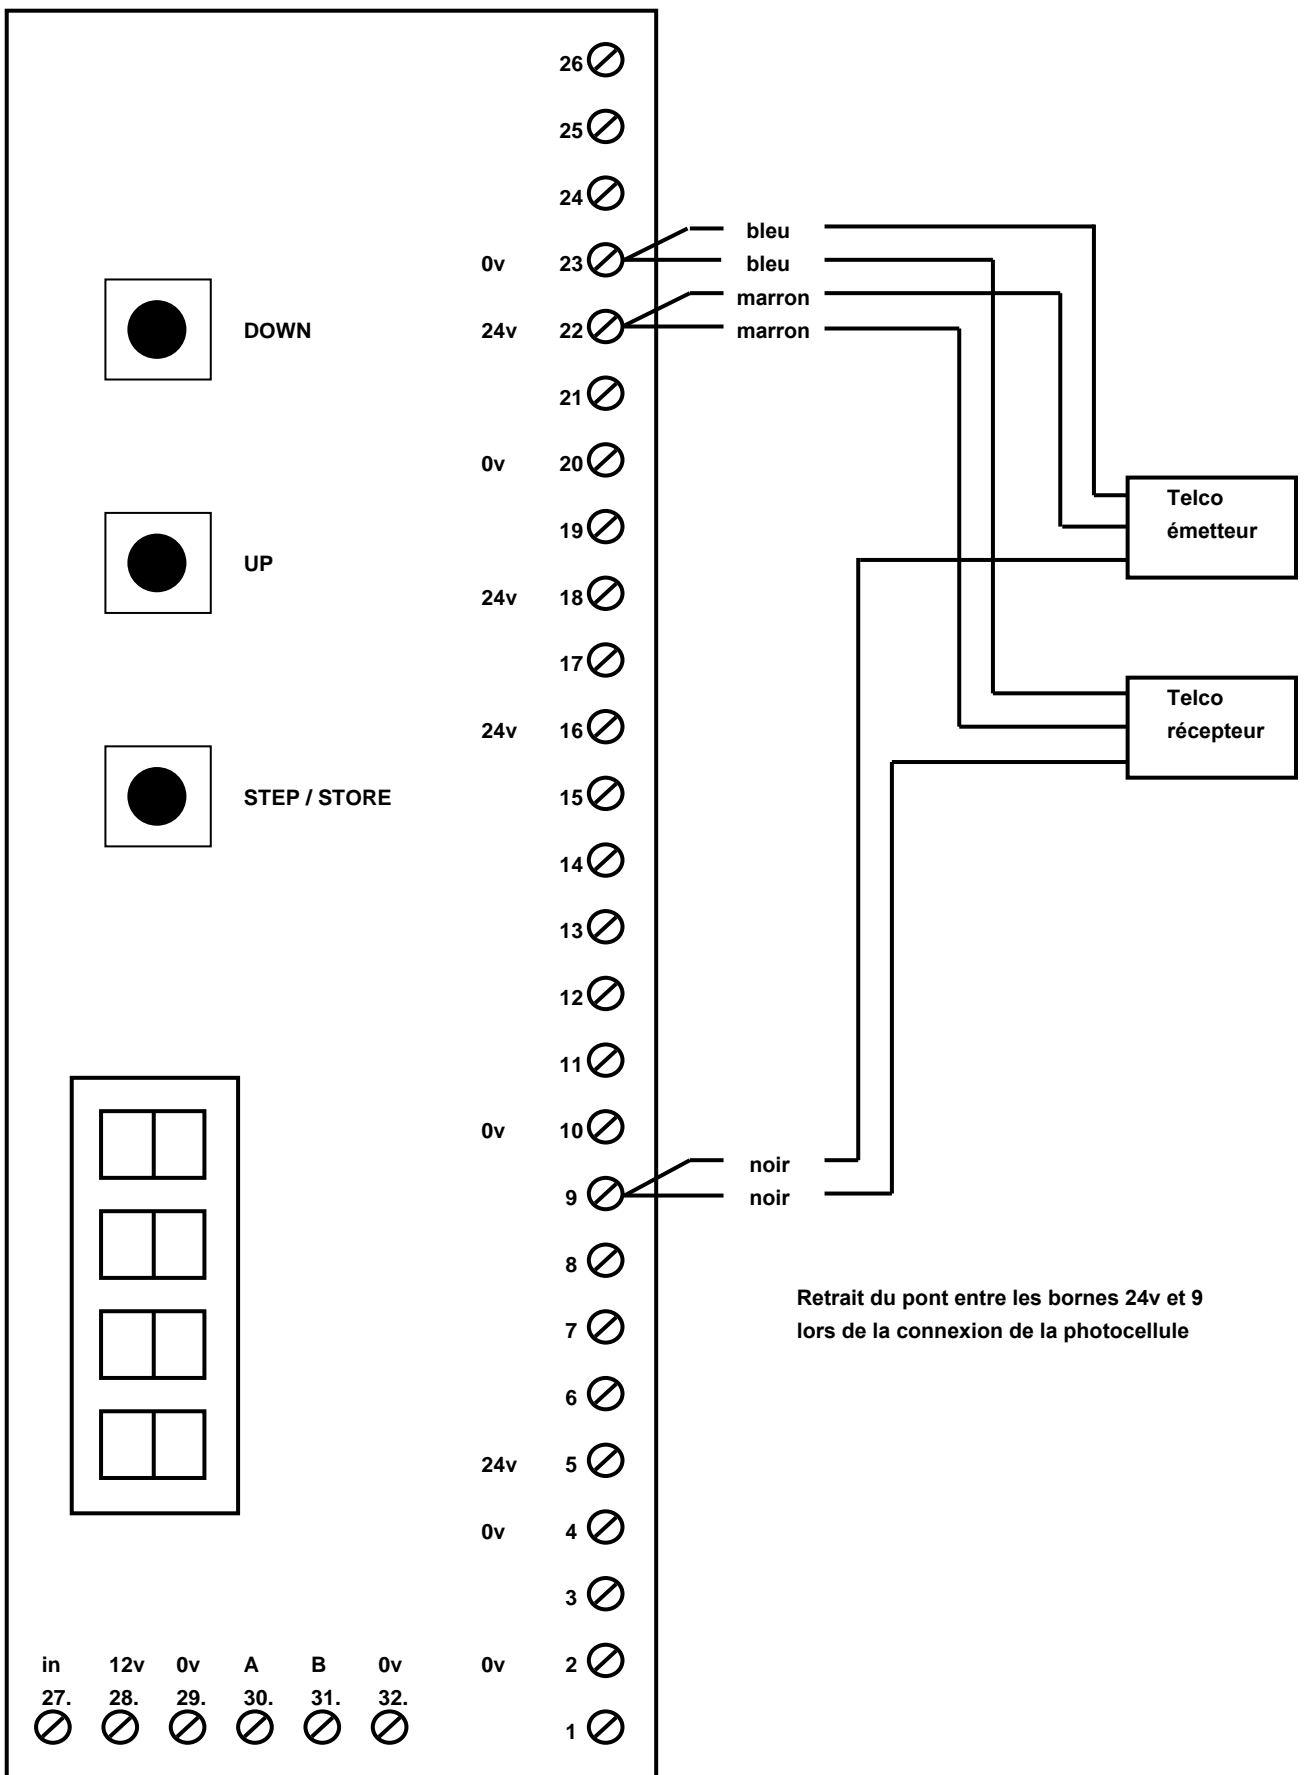 26
25
24
bleu
0v 23 bleu
marron
DOWN 24v 22 marron
21
0v 20
Telco
19 émetteur
UP
24v 18
17
Telco
24v 16 récepteur
STEP / STORE 15
14
13
12
11
0v 10
noir
9 noir
8
Retrait du pont entre les bornes 24v et 9
7 lors de la connexion de la photocellule
6
24v 5
0v 4
3
in 12v 0v A B 0v 0v 2
27. 28. 29. 30. 31. 32.
1